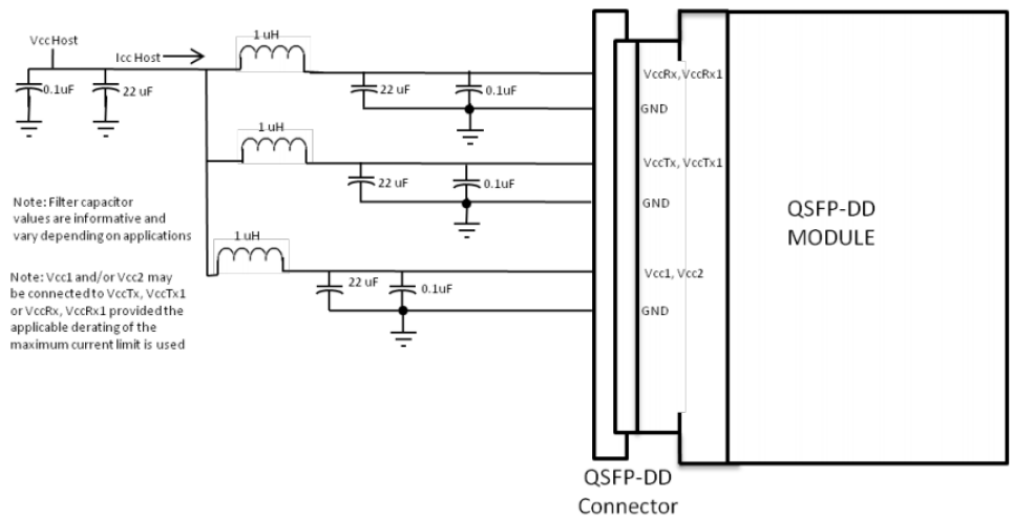 Vcc Host
Icc Host
0.1uF
22 uF
1 uH
22 uF
0.1uF
VccRx, VccRx1
GND
1 uH
22 uF
0.1uF
VccTx, VccTx1
GND
1 uH
22 uF
0.1uF
Vcc1, Vcc2
GND
Note: Filter capacitor
values are informative and
vary depending on applications
Note: Vcc1 and/or Vcc2 may
be connected to VccTx, VccTx1
or VccRx, VccRx1 provided the
applicable derating of the
maximum current limit is used
QSFP-DD
MODULE
QSFP-DD
Connector